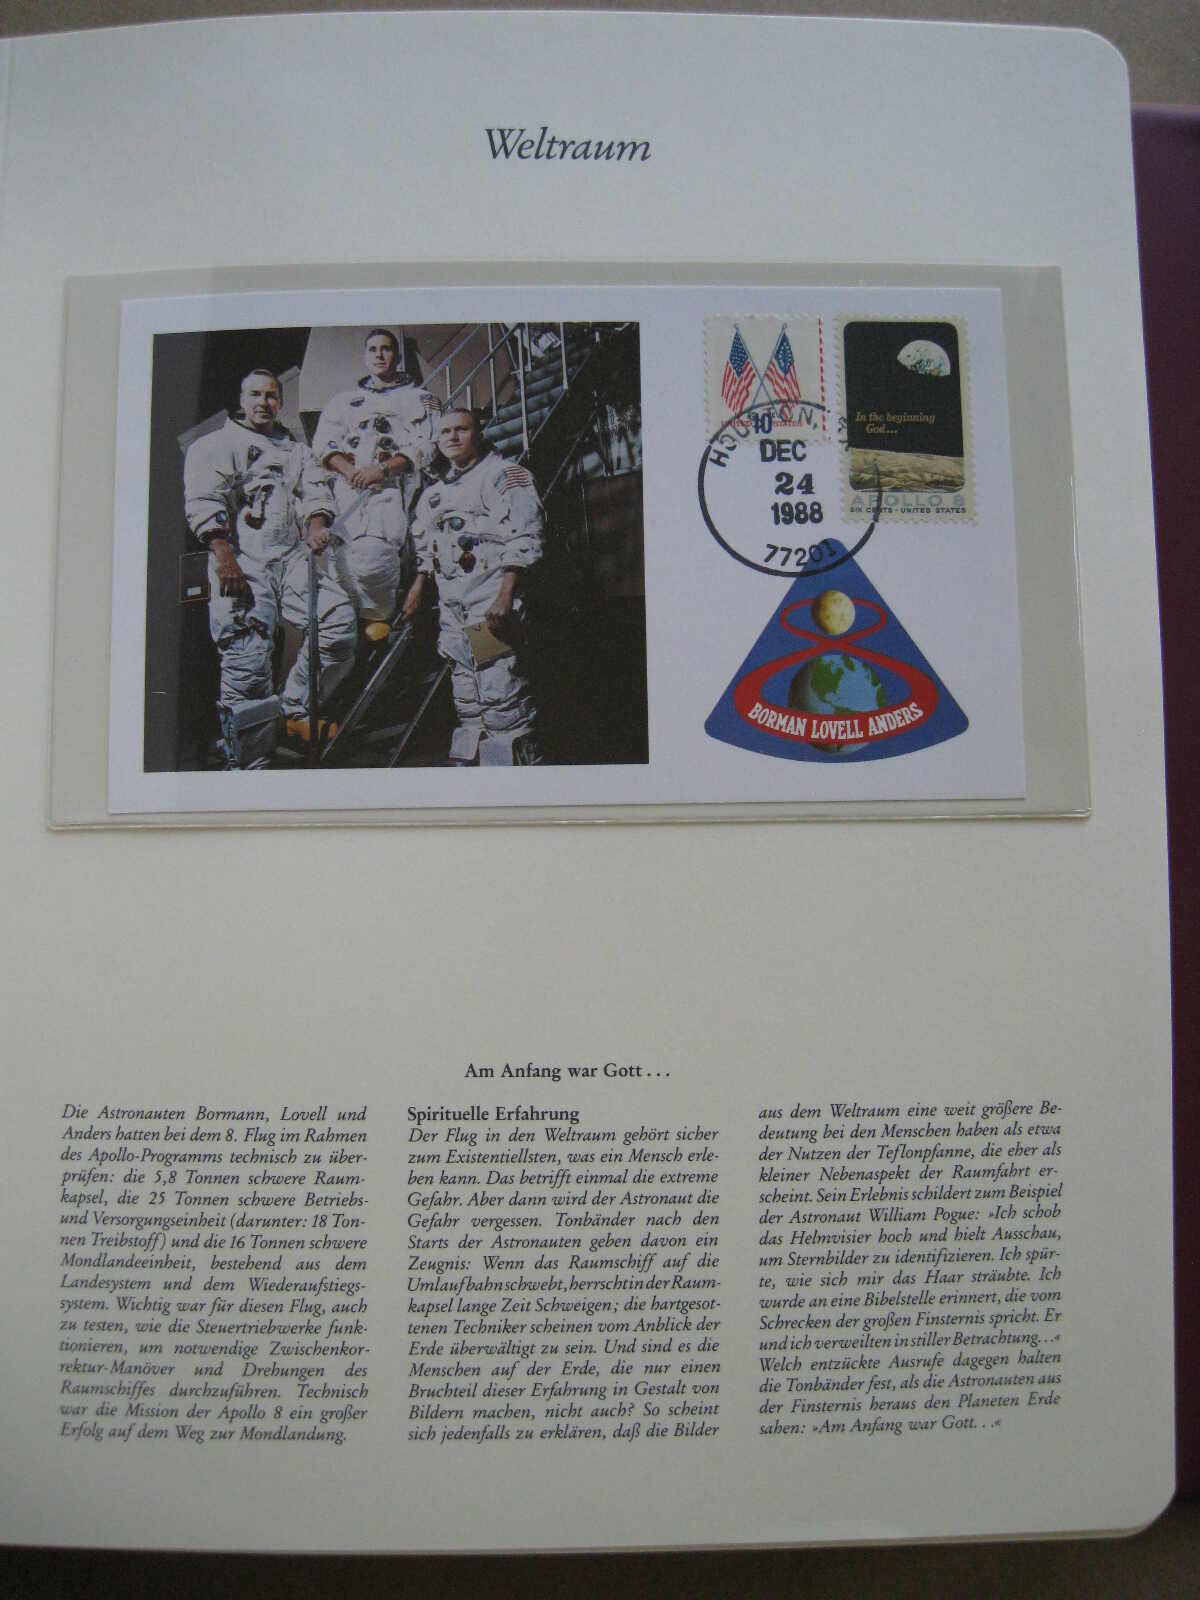 Weltraum
10c
UNITED STATES
In the beginning
God...
APOLLO 8
SIX CENTS · UNITED STATES
HOUSTON,
DEC
24
1988
77201
BORMAN LOVELL ANDERS
Am Anfang war Gott...
Die Astronauten Bormann, Lovell und
Anders hatten bei dem 8. Flug im Rahmen
des Apollo-Programms technisch zu über-
prüfen: die 5,8 Tonnen schwere Raum-
kapsel, die 25 Tonnen schwere Betriebs-
und Versorgungseinheit (darunter: 18 Ton-
nen Treibstoff) und die 16 Tonnen schwere
Mondlandeeinheit, bestehend aus dem
Landesystem und dem Wiederaufstiegs-
system. Wichtig war für diesen Flug, auch
zu testen, wie die Steuertriebwerke funk-
tionieren, um notwendige Zwischenkor-
rektur-Manöver und Drehungen des
Raumschiffes durchzuführen. Technisch
war die Mission der Apollo 8 ein großer
Erfolg auf dem Weg zur Mondlandung.
Spirituelle Erfahrung
Der Flug in den Weltraum gehört sicher
zum Existentiellsten, was ein Mensch erle-
ben kann. Das betrifft einmal die extreme
Gefahr. Aber dann wird der Astronaut die
Gefahr vergessen. Tonbänder nach den
Starts der Astronauten geben davon ein
Zeugnis: Wenn das Raumschiff auf die
Umlaufbahn schwebt, herrscht in der Raum-
kapsel lange Zeit Schweigen; die hartgesot-
tenen Techniker scheinen vom Anblick der
Erde überwältigt zu sein. Und sind es die
Menschen auf der Erde, die nur einen
Bruchteil dieser Erfahrung in Gestalt von
Bildern machen, nicht auch? So scheint
sich jedenfalls zu erklären, daß die Bilder
aus dem Weltraum eine weit größere Be-
deutung bei den Menschen haben als etwa
der Nutzen der Teflonpfanne, die eher als
kleiner Nebenaspekt der Raumfahrt er-
scheint. Sein Erlebnis schildert zum Beispiel
der Astronaut William Pogue: »Ich schob
das Helmvisier hoch und hielt Ausschau,
um Sternbilder zu identifizieren. Ich spür-
te, wie sich mir das Haar sträubte. Ich
wurde an eine Bibelstelle erinnert, die vom
Schrecken der großen Finsternis spricht. Er
und ich verweilten in stiller Betrachtung...«
Welch entzückte Ausrufe dagegen halten
die Tonbänder fest, als die Astronauten aus
der Finsternis heraus den Planeten Erde
sahen: »Am Anfang war Gott...«